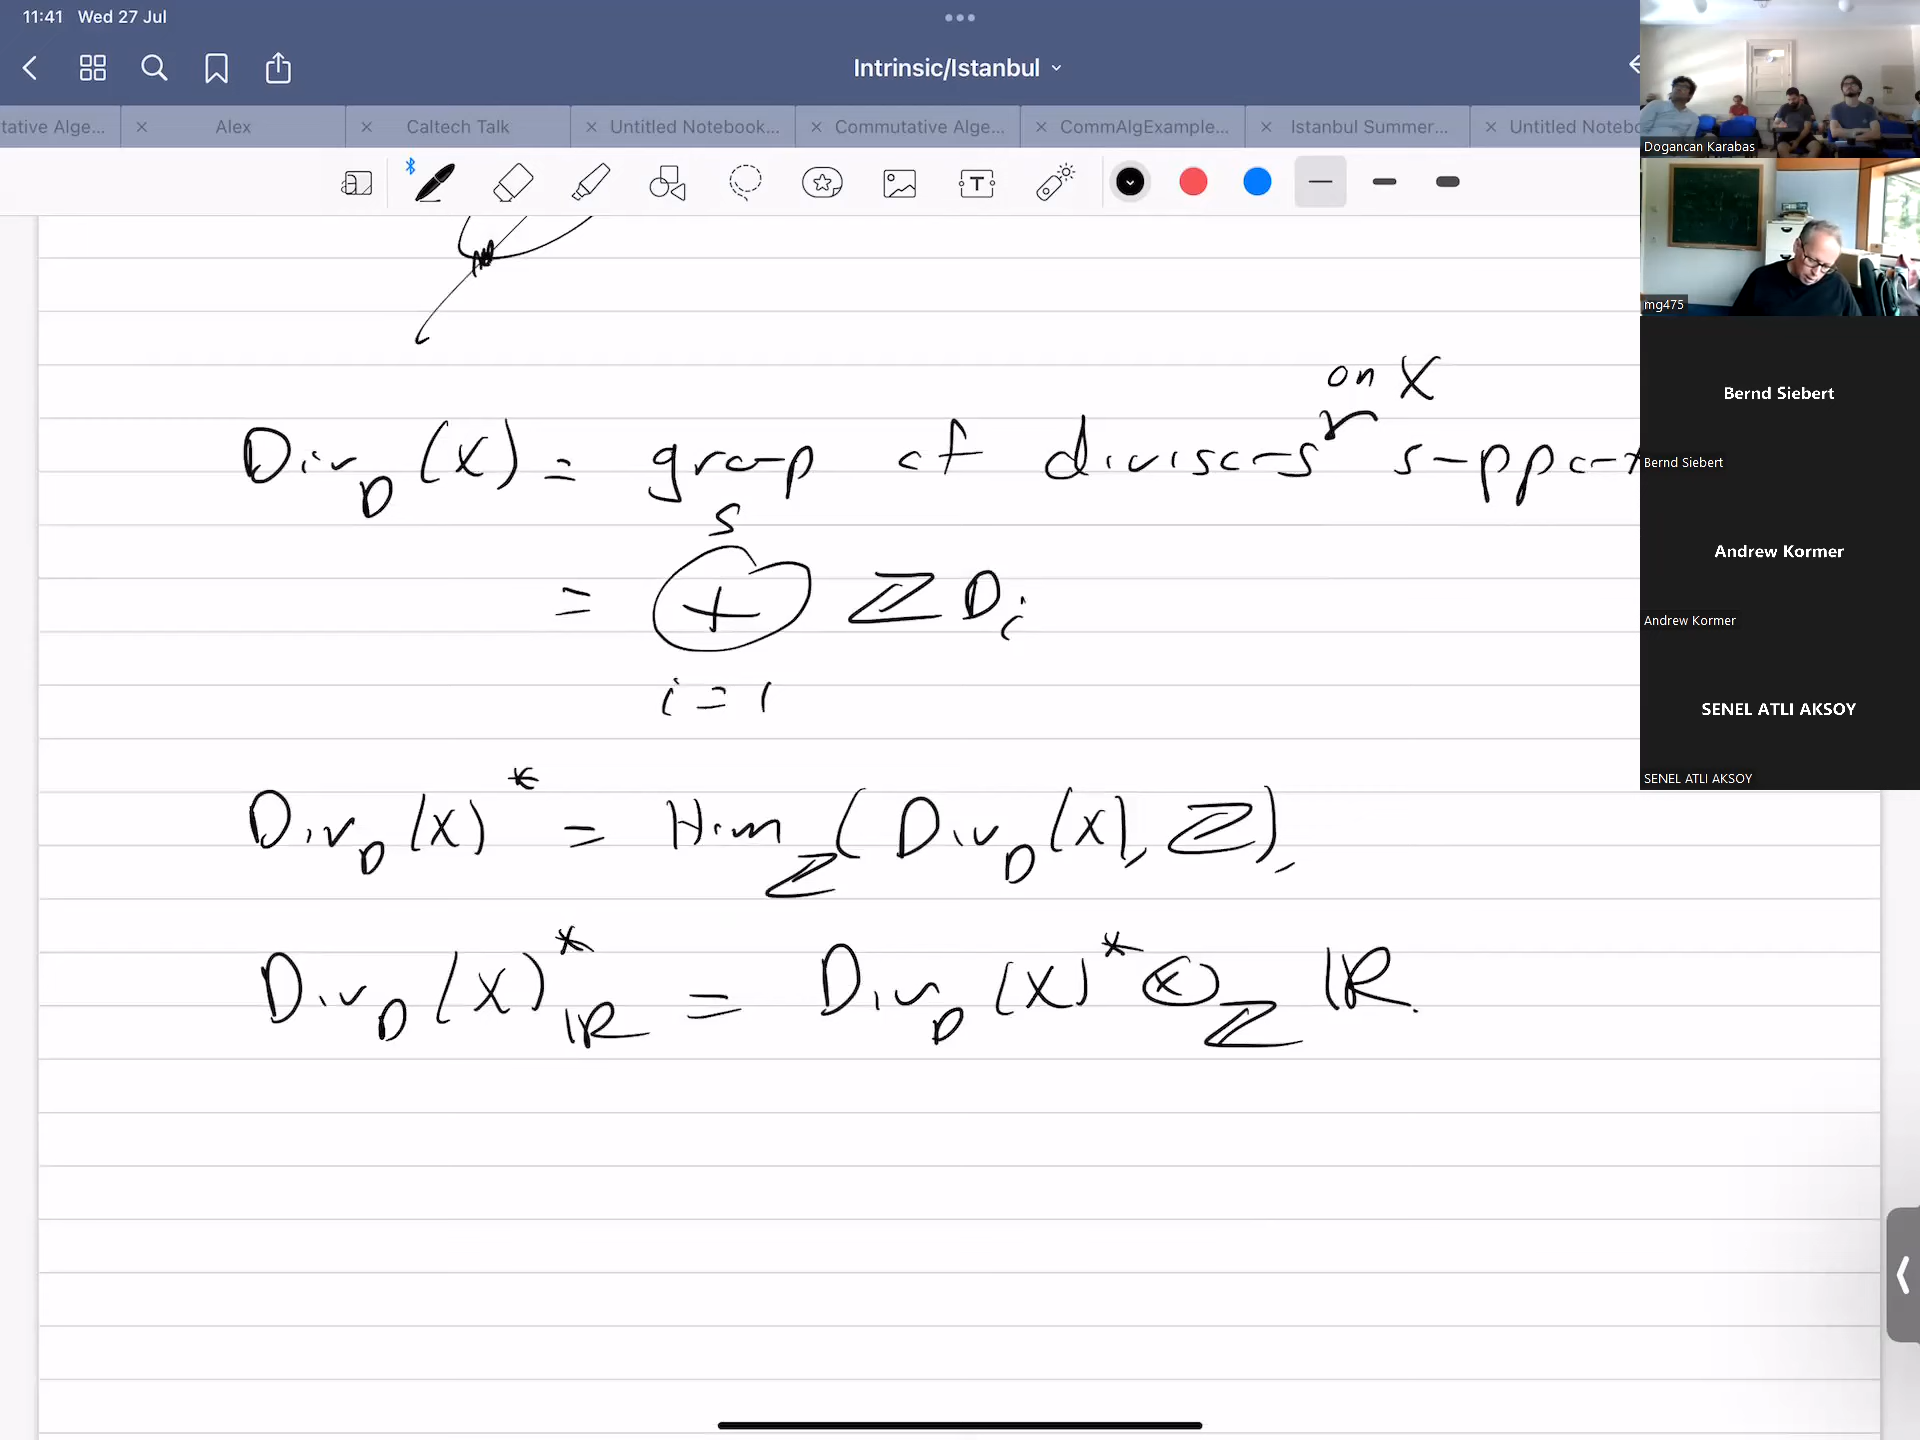 11:41 Wed 27 Jul
Intrinsic/Istanbul
tative Alge... Alex Caltech Talk Untitled Notebook... Commutative Alge... CommAlgExample... Istanbul Summer... Untitled Notebo
Dogancan Karabas
mg475
Bernd Siebert
Bernd Siebert
Andrew Kormer
Andrew Kormer
SENEL ATLI AKSOY
SENEL ATLI AKSOY
on X
Div_D (X) = group of divisors suppor
= ⊕_{i=1}^{s} ℤ D_i
Div_D (X)^* = Hom_ℤ ( Div_D (X), ℤ),
Div_D (X)^*_ℝ = Div_D (X)^* ⊗_ℤ ℝ.